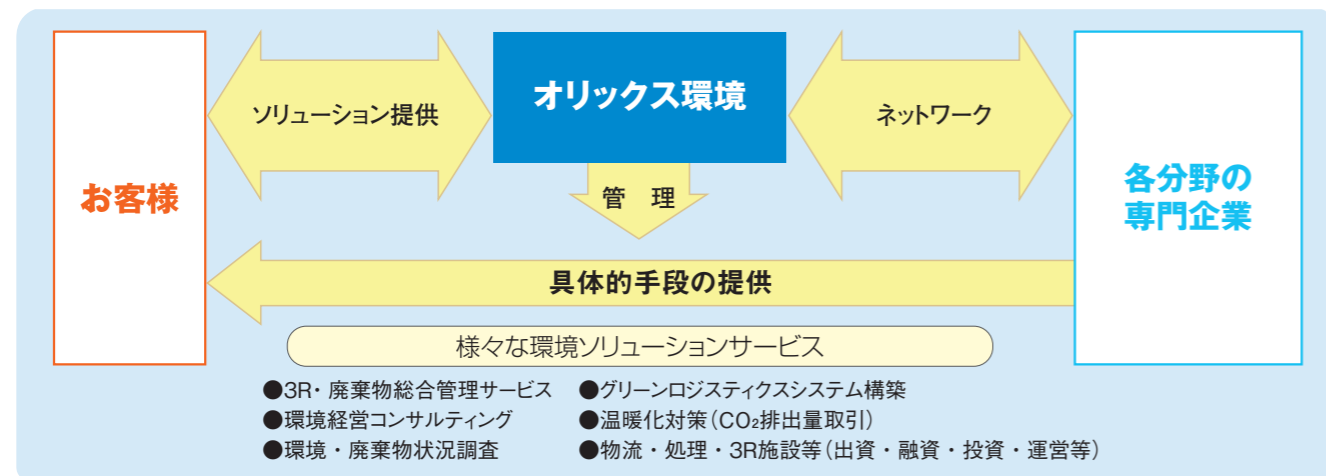 お客様
ソリューション提供
オリックス環境
ネットワーク
各分野の
専門企業
管　理
具体的手段の提供
様々な環境ソリューションサービス
●3R・廃棄物総合管理サービス
●環境経営コンサルティング
●環境・廃棄物状況調査
●グリーンロジスティクスシステム構築
●温暖化対策（CO₂排出量取引）
●物流・処理・3R施設等（出資・融資・投資・運営等）